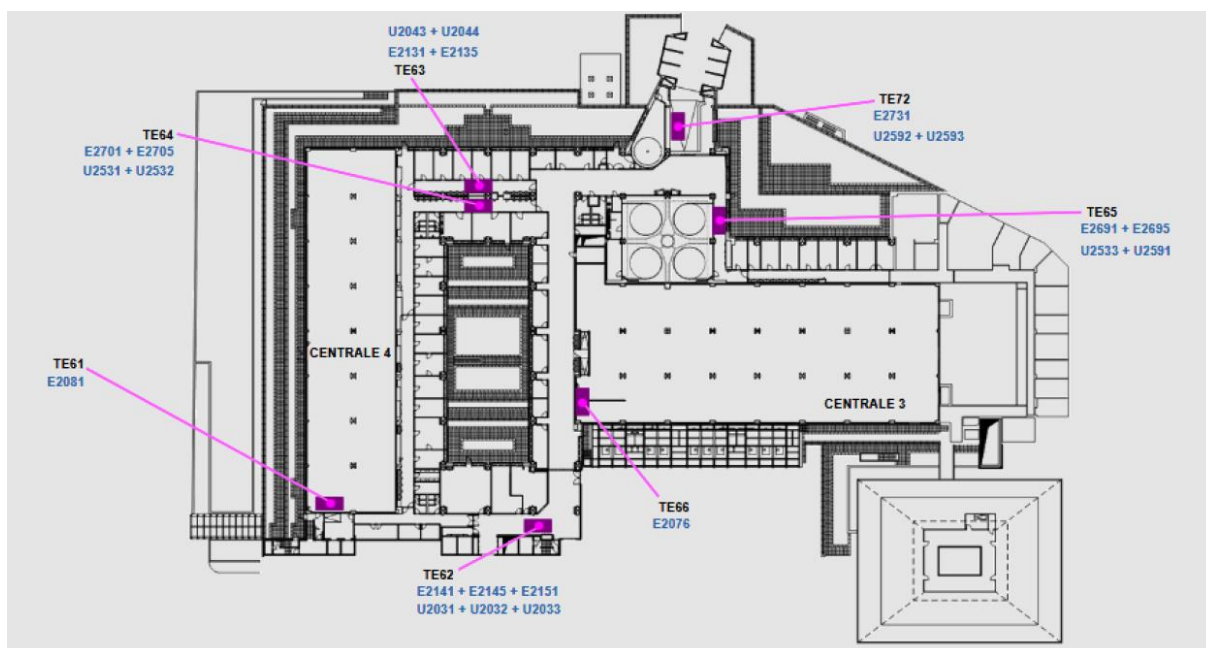 U2043 + U2044
E2131 + E2135
TE63
TE72
E2731
U2592 + U2593
TE64
E2701 + E2705
U2531 + U2532
TE65
E2691 + E2695
U2533 + U2591
CENTRALE 4
TE61
E2081
CENTRALE 3
TE66
E2076
TE62
E2141 + E2145 + E2151
U2031 + U2032 + U2033